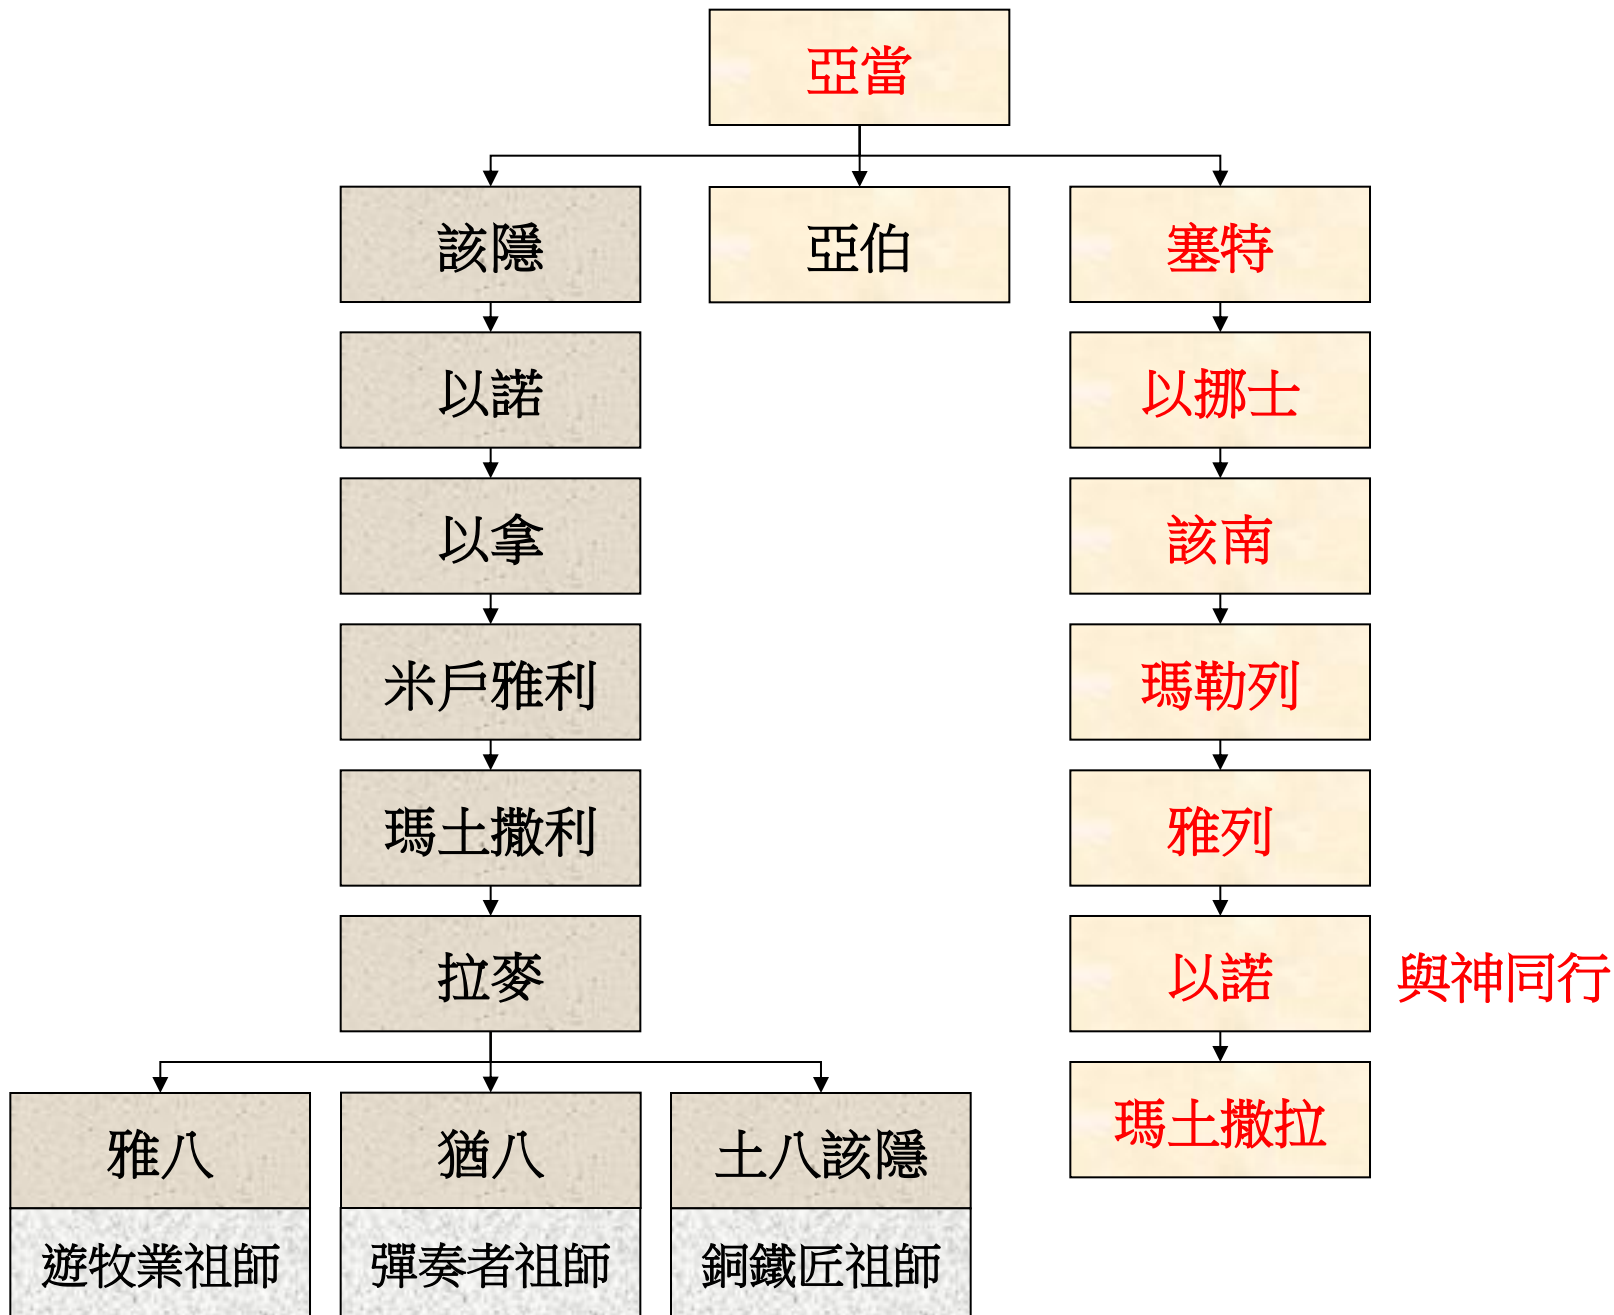 亞當
該隱
亞伯
塞特
以諾
以挪士
以拿
該南
米戶雅利
瑪勒列
瑪土撒利
雅列
拉麥
以諾
與神同行
瑪土撒拉
雅八
猶八
土八該隱
遊牧業祖師
彈奏者祖師
銅鐵匠祖師